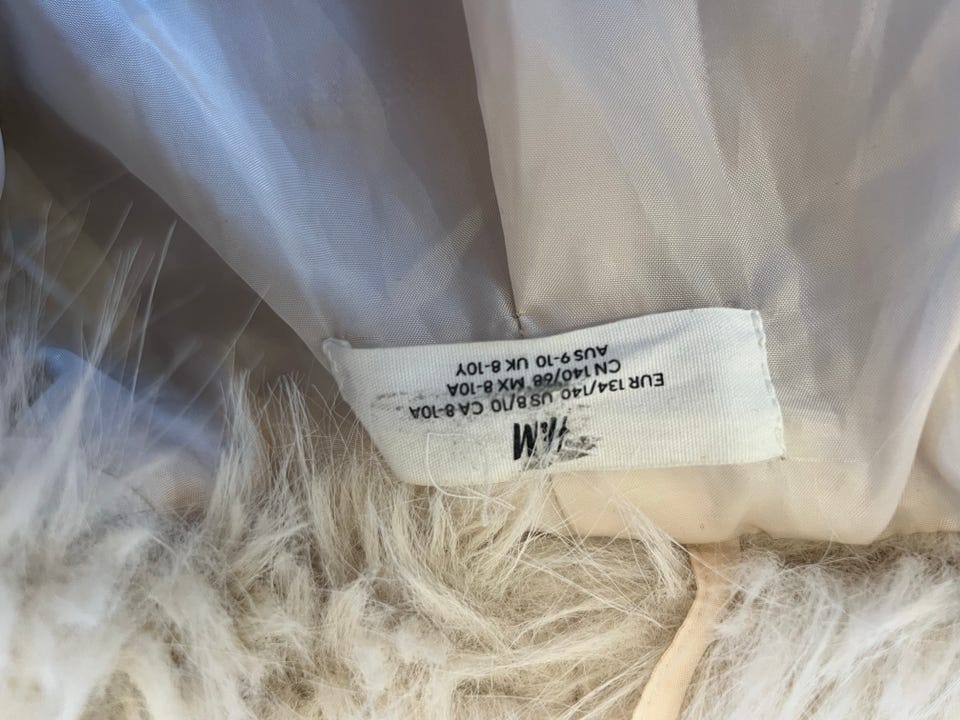 H&M
EUR 134/140 US 8/10 CA 8-10A
CN 140/68 MX 8-10A
AUS 9-10 UK 8-10Y